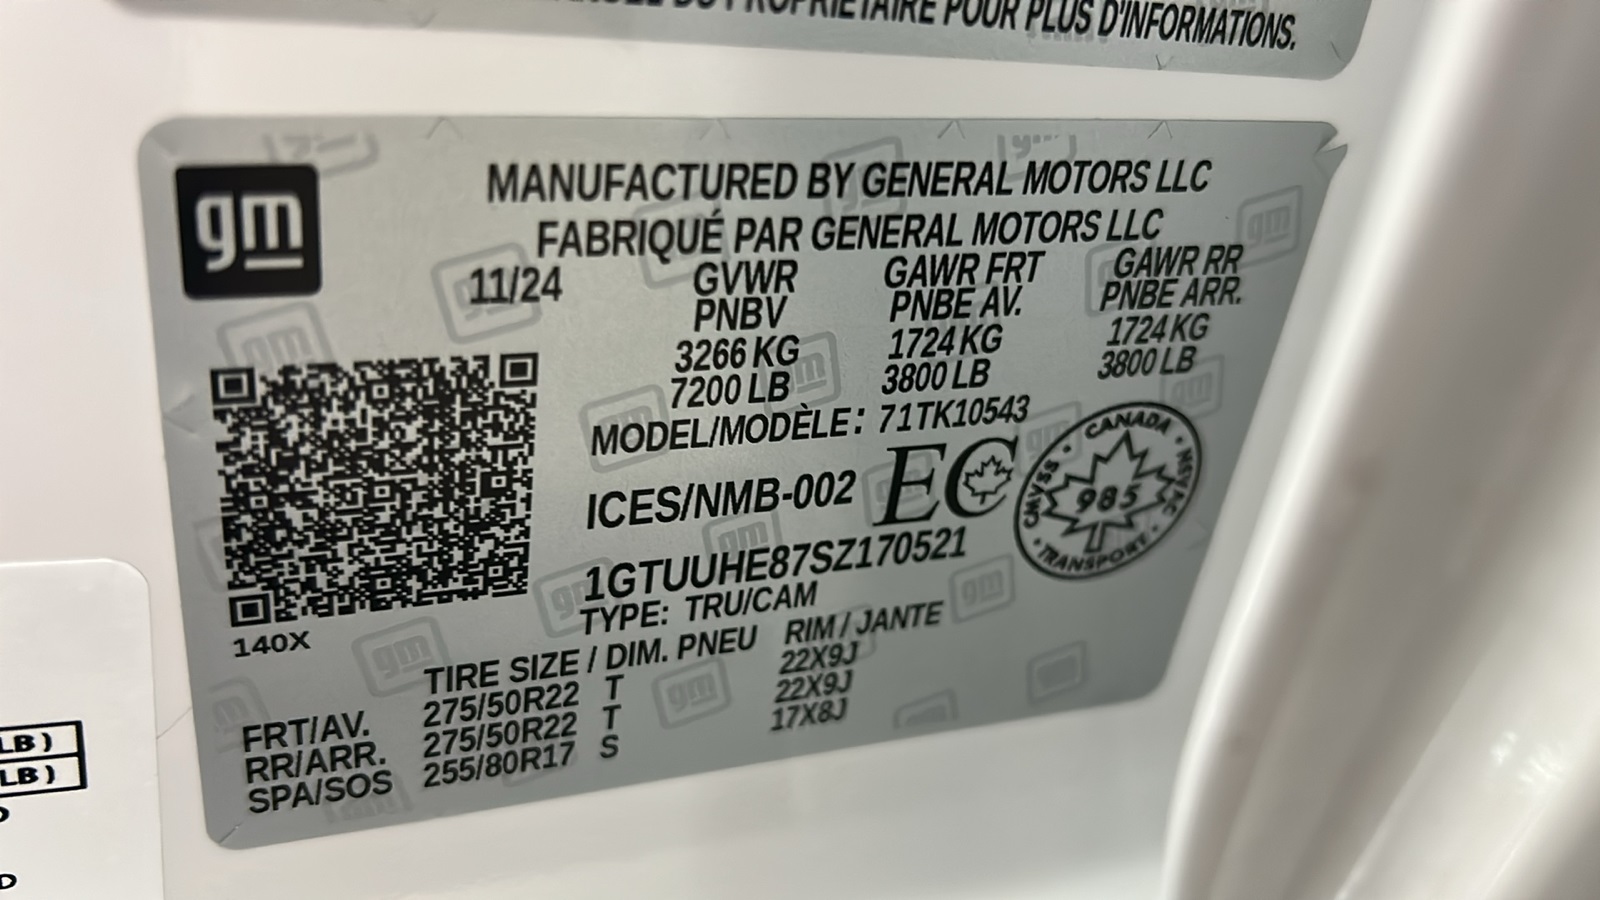 DU PROPRIÉTAIRE POUR PLUS D'INFORMATIONS.
gm
MANUFACTURED BY GENERAL MOTORS LLC
FABRIQUÉ PAR GENERAL MOTORS LLC
11/24 GVWR GAWR FRT GAWR RR
PNBV PNBE AV. PNBE ARR.
3266 KG 1724 KG 1724 KG
7200 LB 3800 LB 3800 LB
MODEL/MODÈLE: 71TK10543
ICES/NMB-002 EC
CANADA • NSVAC • TRANSPORT • CMVSS •
985
1GTUUHE87SZ170521
TYPE: TRU/CAM
140X
TIRE SIZE / DIM. PNEU RIM / JANTE
FRT/AV. 275/50R22 T 22X9J
RR/ARR. 275/50R22 T 22X9J
SPA/SOS 255/80R17 S 17X8J
LB )
LB )
D